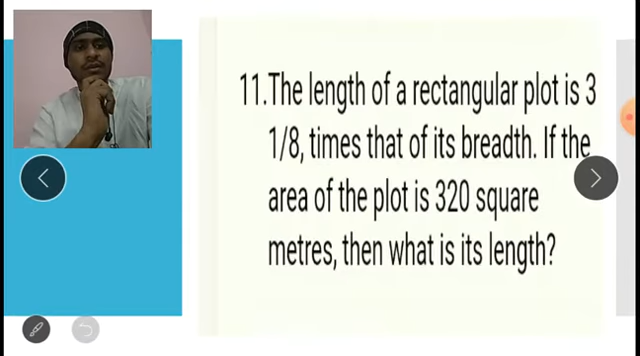 11.The length of a rectangular plot is 3
1/8, times that of its breadth. If the
area of the plot is 320 square
metres, then what is its length?